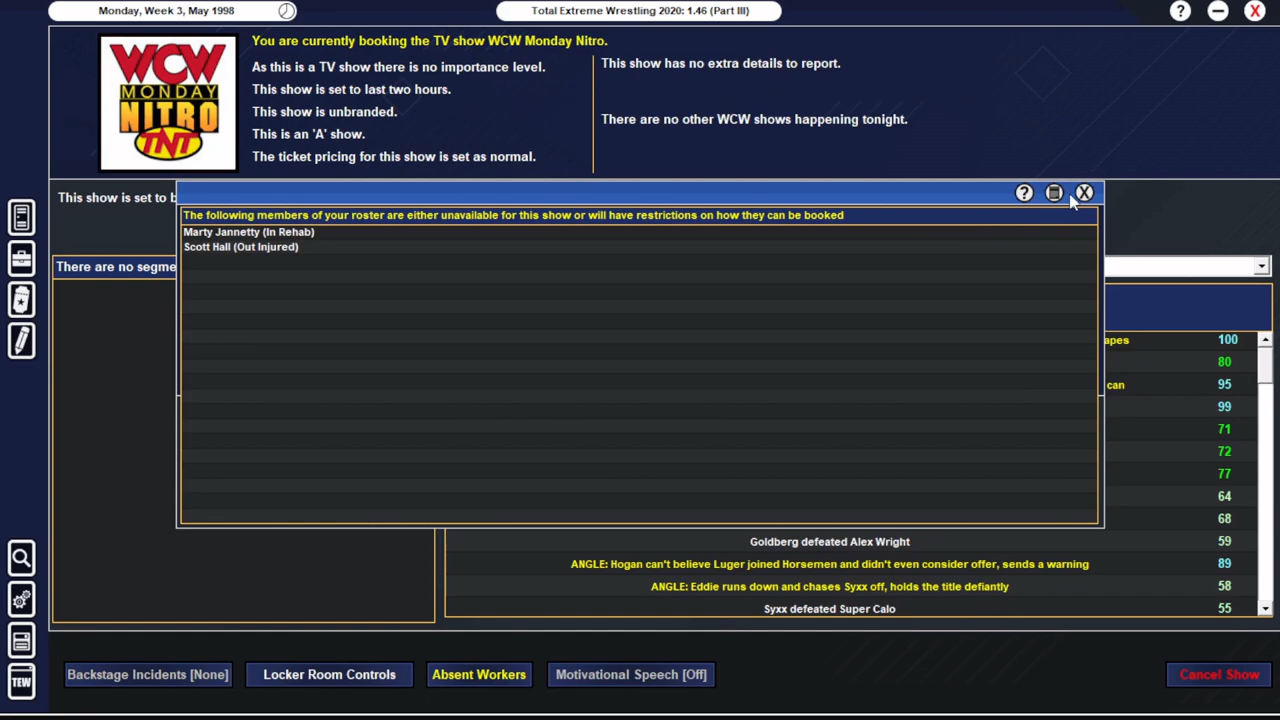 Monday, Week 3, May 1998
Total Extreme Wrestling 2020: 1.46 (Part III)
?
X
WCW
MONDAY
NITRO
TNT
You are currently booking the TV show WCW Monday Nitro.
As this is a TV show there is no importance level.
This show is set to last two hours.
This show is unbranded.
This is an 'A' show.
The ticket pricing for this show is set as normal.
This show has no extra details to report.
There are no other WCW shows happening tonight.
This show is set to b
?
X
The following members of your roster are either unavailable for this show or will have restrictions on how they can be booked
Marty Jannetty (In Rehab)
Scott Hall (Out Injured)
There are no segme
apes 100
80
can 95
99
71
72
77
64
68
Goldberg defeated Alex Wright 59
ANGLE: Hogan can't believe Luger joined Horsemen and didn't even consider offer, sends a warning 89
ANGLE: Eddie runs down and chases Syxx off, holds the title defiantly 58
Syxx defeated Super Calo 55
TEW
Backstage Incidents [None]
Locker Room Controls
Absent Workers
Motivational Speech [Off]
Cancel Show